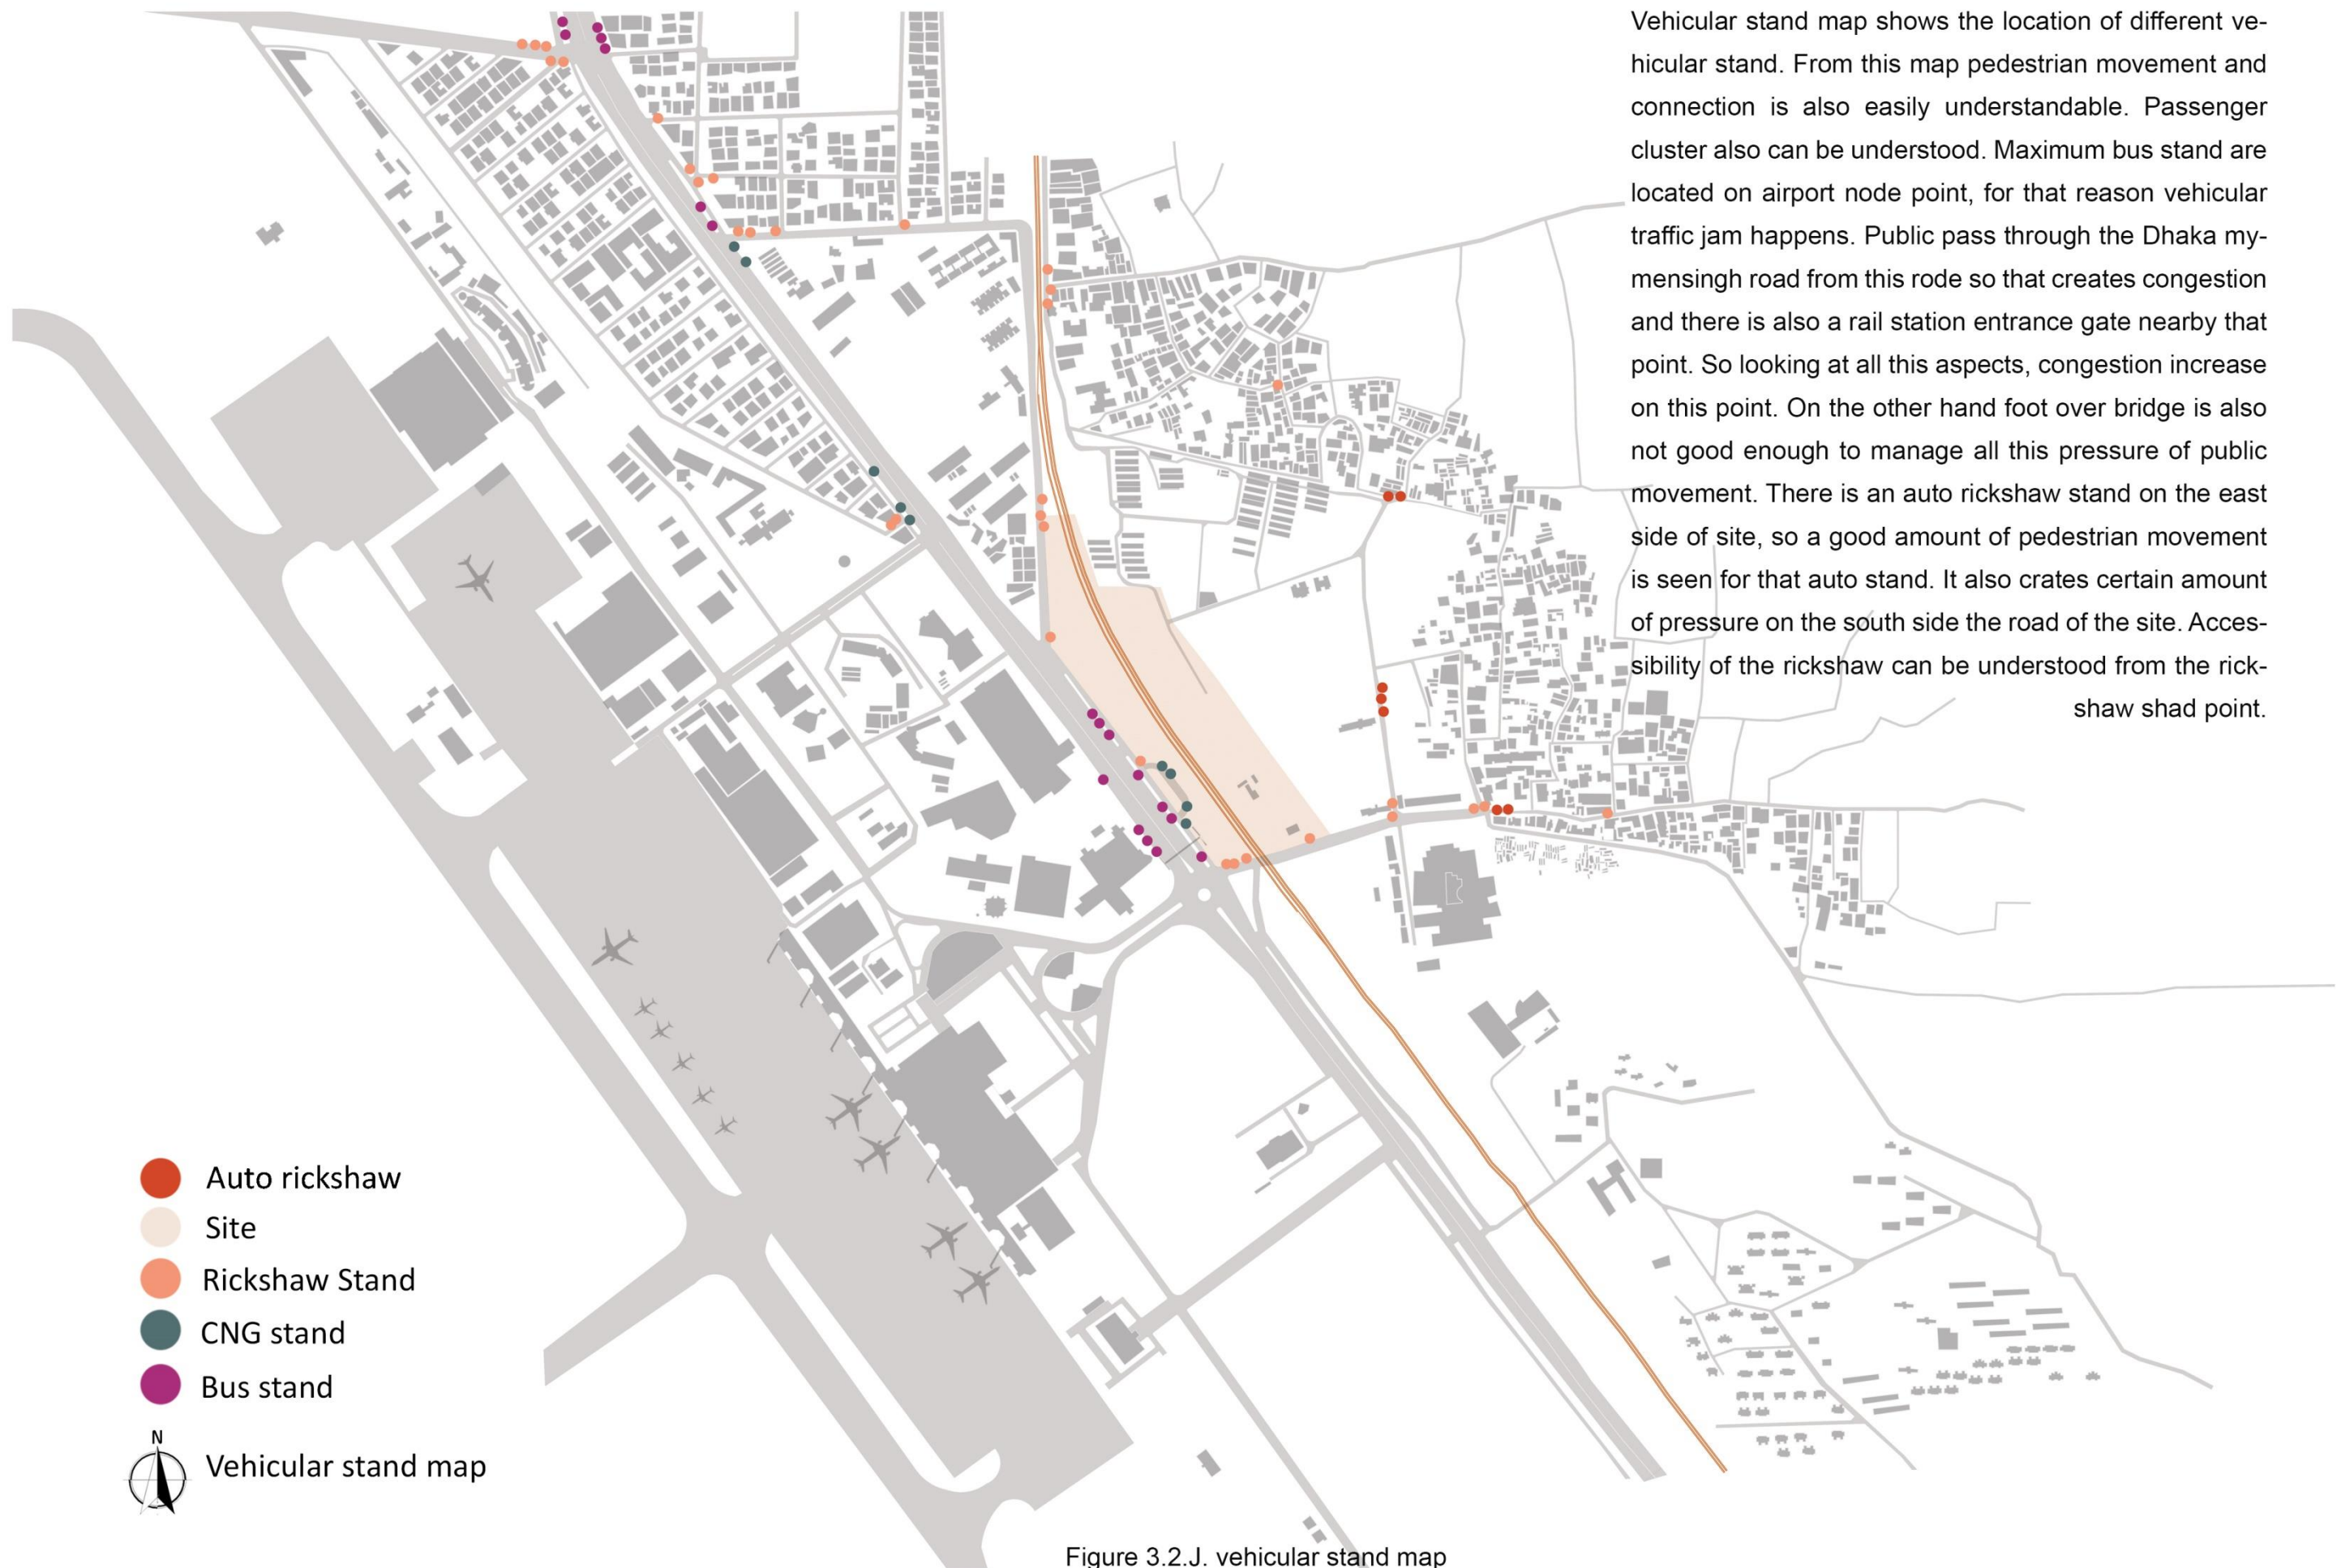 Vehicular stand map shows the location of different ve-
hicular stand. From this map pedestrian movement and
connection is also easily understandable. Passenger
cluster also can be understood. Maximum bus stand are
located on airport node point, for that reason vehicular
traffic jam happens. Public pass through the Dhaka my-
mensingh road from this rode so that creates congestion
and there is also a rail station entrance gate nearby that
point. So looking at all this aspects, congestion increase
on this point. On the other hand foot over bridge is also
not good enough to manage all this pressure of public
movement. There is an auto rickshaw stand on the east
side of site, so a good amount of pedestrian movement
is seen for that auto stand. It also crates certain amount
of pressure on the south side the road of the site. Acces-
sibility of the rickshaw can be understood from the rick-
shaw shad point.
Auto rickshaw
Site
Rickshaw Stand
CNG stand
Bus stand
N
Vehicular stand map
Figure 3.2.J. vehicular stand map